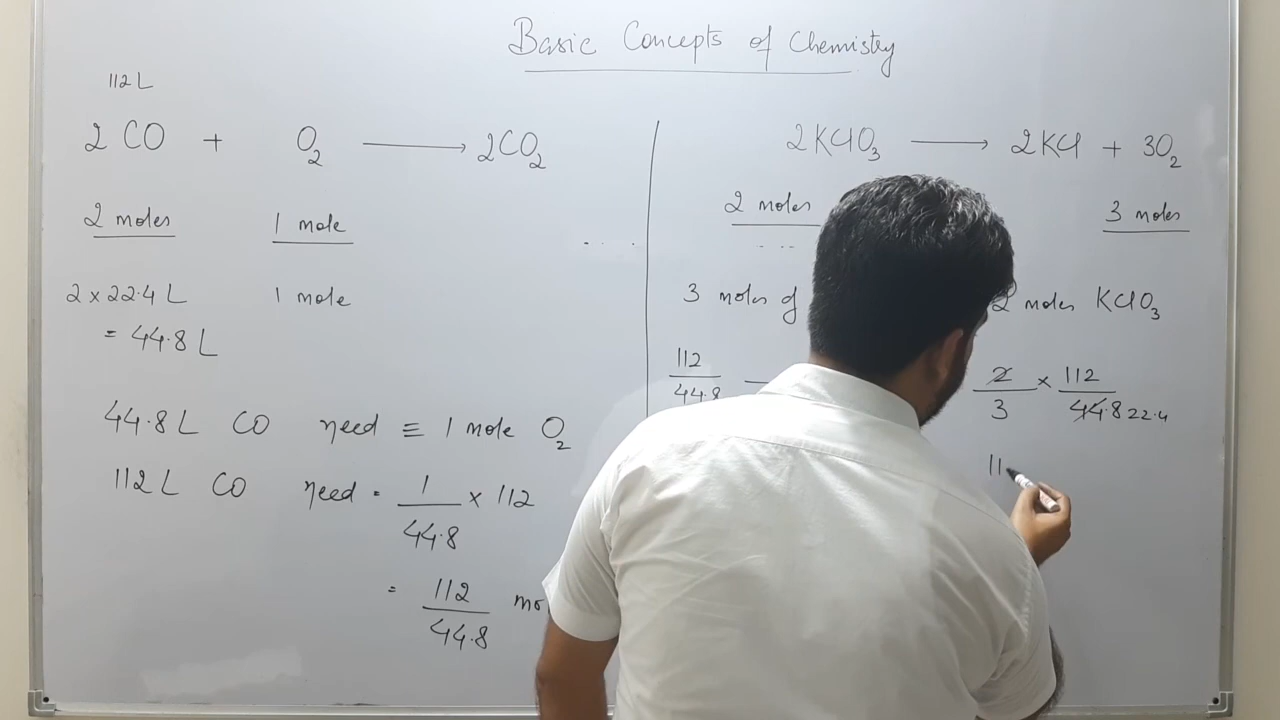 Basic Concepts of Chemistry
112 L
2 CO + O₂ ⟶ 2CO₂
2 moles 1 mole
2 × 22.4 L 1 mole
= 44.8 L
44.8 L CO need ≡ 1 mole O₂
112 L CO need = 1/44.8 × 112
= 112/44.8
2KClO₃ ⟶ 2KCl + 3O₂
2 moles 3 moles
3 moles of 2 moles KClO₃
112/44.8 2/3 × 112/44.8 22.4
11